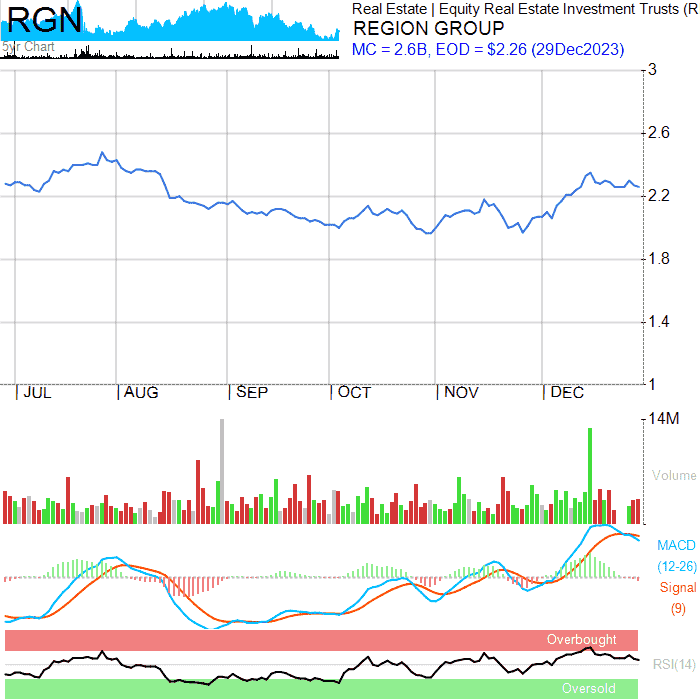 RGN
5yr Chart
Real Estate | Equity Real Estate Investment Trusts (R
REGION GROUP
MC = 2.6B, EOD = $2.26 (29Dec2023)
3
2.6
2.2
1.8
1.4
1
| JUL | AUG | SEP | OCT | NOV | DEC
14M
Volume
MACD
(12-26)
Signal
(9)
Overbought
RSI(14)
Oversold